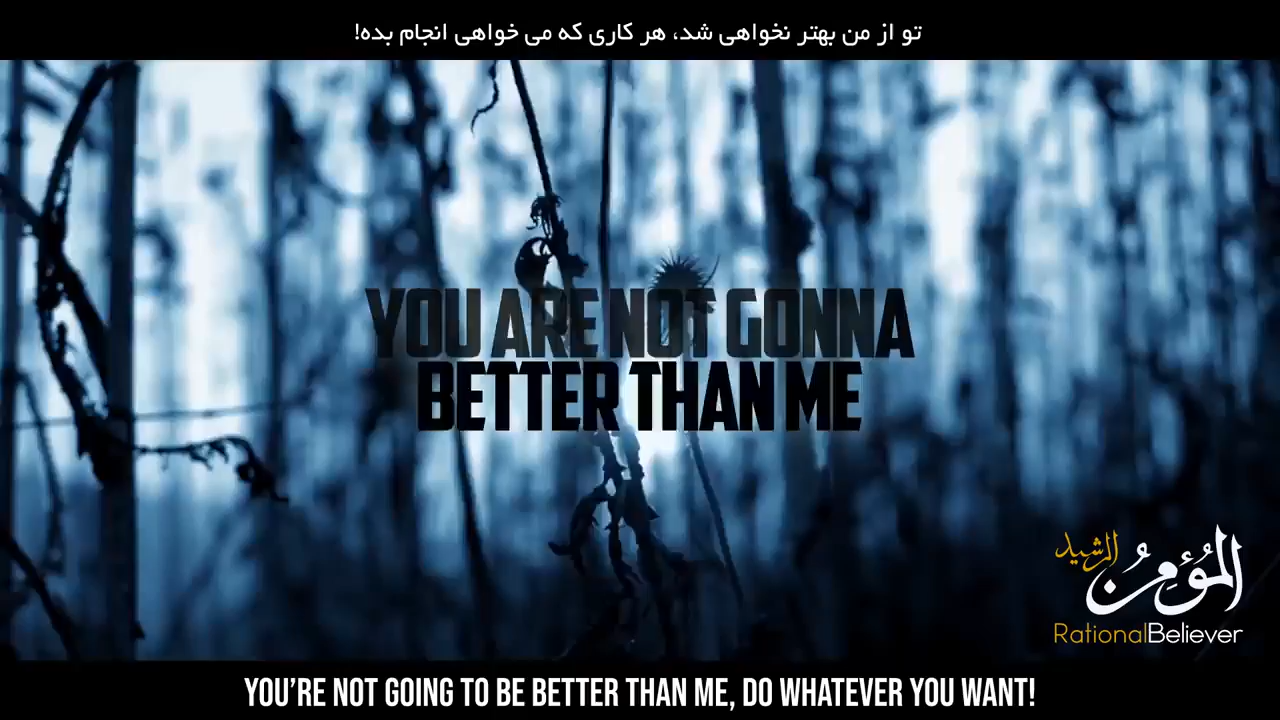 تو از من بهتر نخواهی شد، هر کاری که می خواهی انجام بده!
YOU ARE NOT GONNA
BETTER THAN ME
المؤمن الرشيد
RationalBeliever
YOU'RE NOT GOING TO BE BETTER THAN ME, DO WHATEVER YOU WANT!